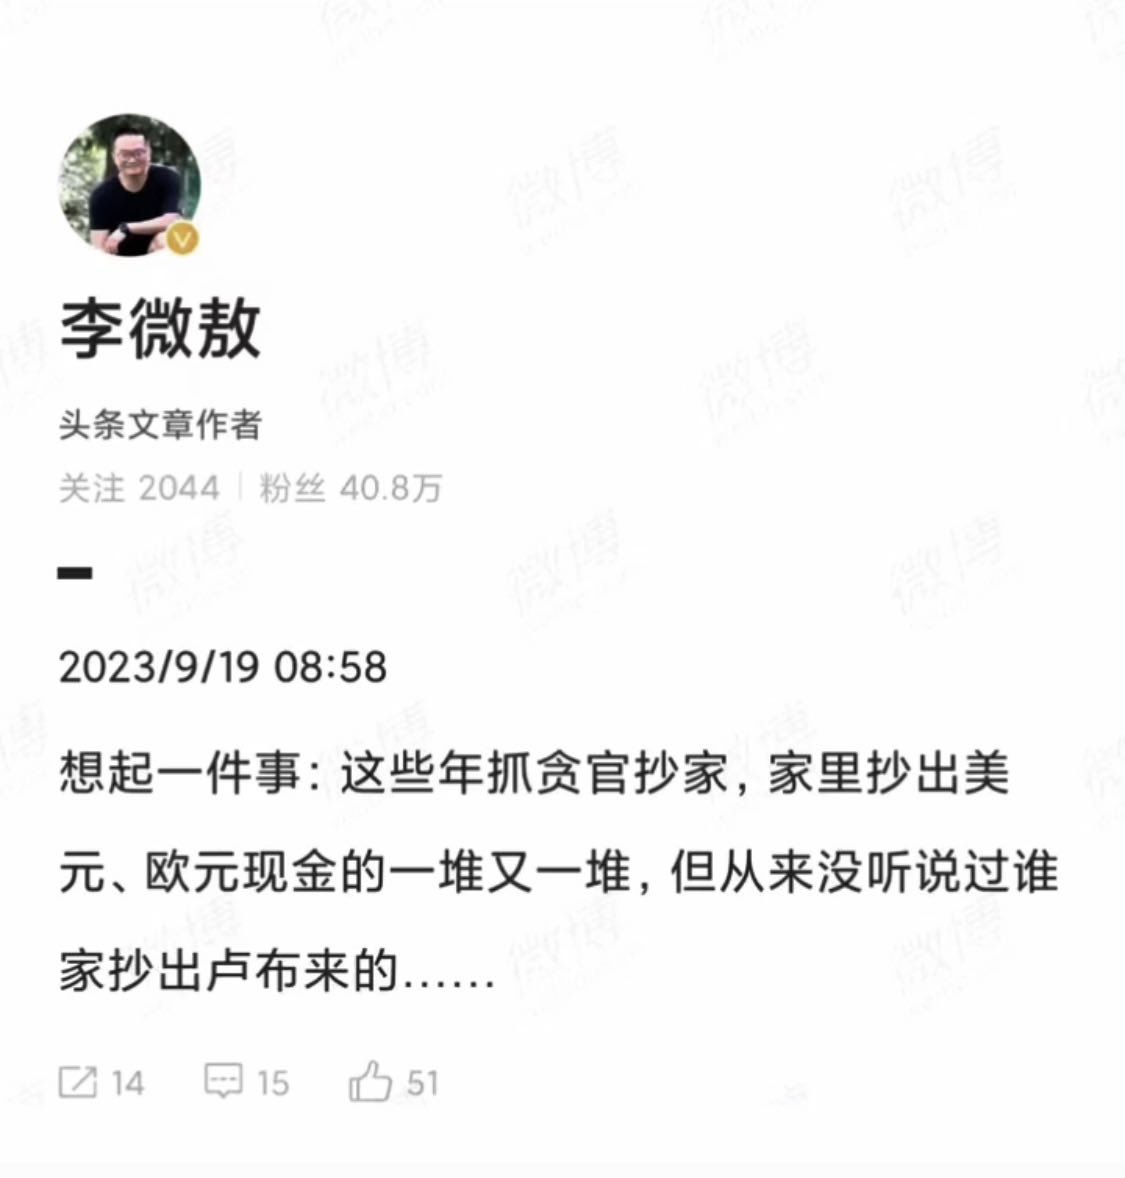 李微敖
头条文章作者
关注 2044 | 粉丝 40.8万
2023/9/19 08:58
想起一件事：这些年抓贪官抄家，家里抄出美
元、欧元现金的一堆又一堆，但从来没听说过谁
家抄出卢布来的……
14 15 51